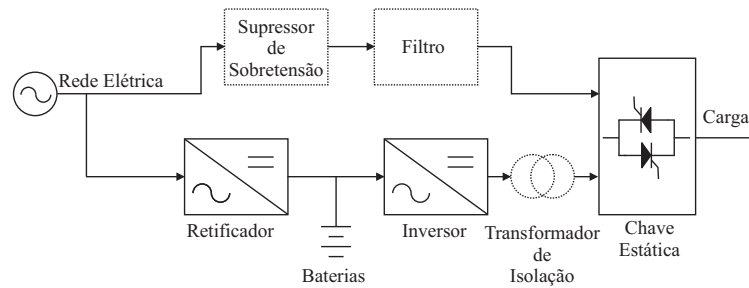 Supressor
de
Sobretensão
Filtro
Rede Elétrica
Carga
Retificador
Inversor
Transformador
de
Isolação
Chave
Estática
Baterias